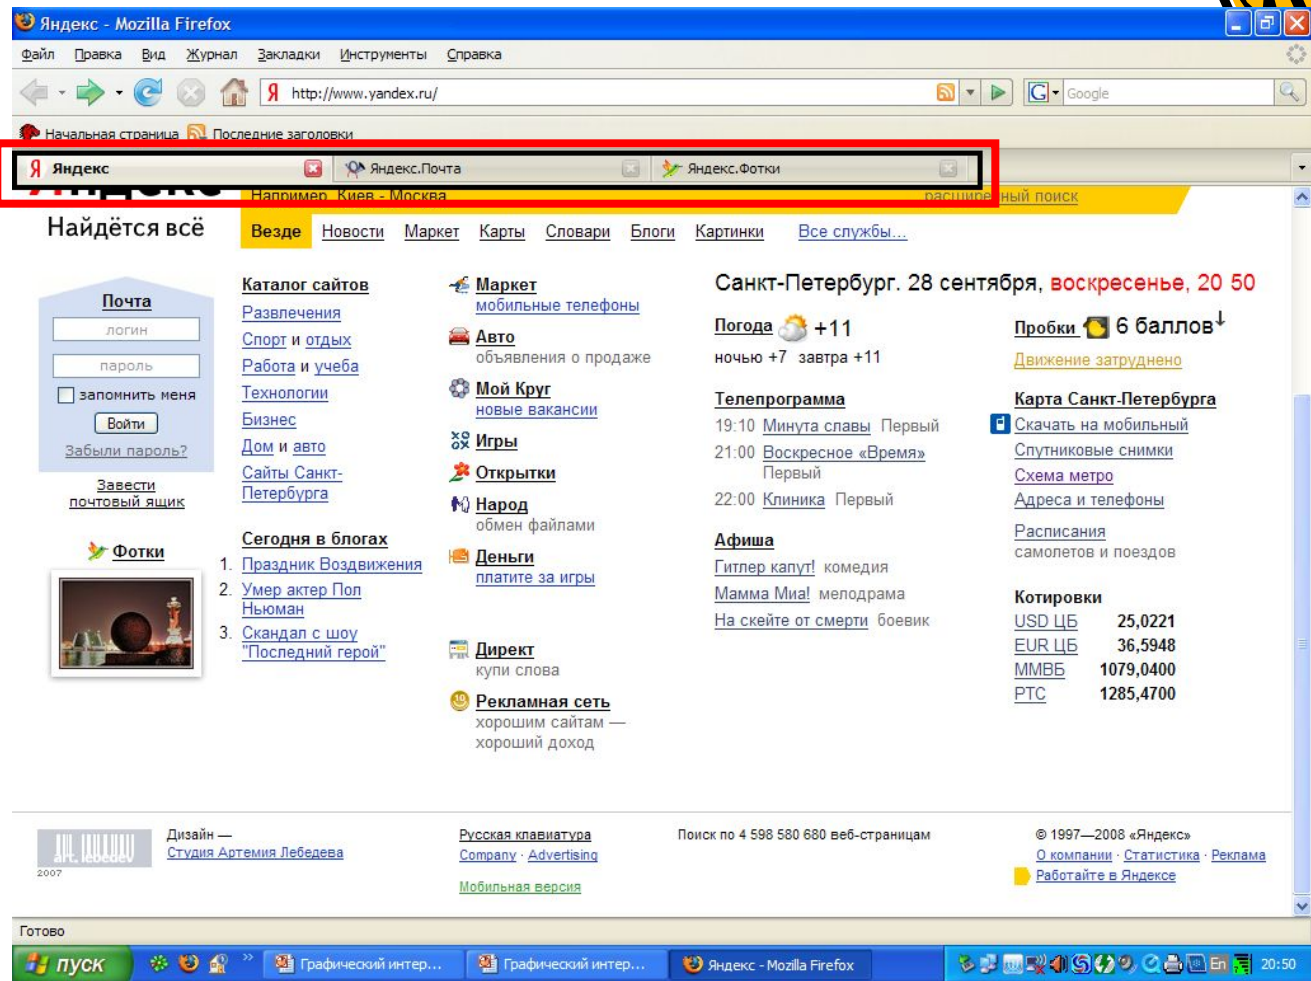 Яндекс - Mozilla Firefox
Файл Правка Вид Журнал Закладки Инструменты Справка
http://www.yandex.ru/
Google
Начальная страница Последние заголовки
Яндекс Яндекс.Почта Яндекс.Фотки
Яндекс
Например, Киев - Москва
расширенный поиск
Найдётся всё
Везде Новости Маркет Карты Словари Блоги Картинки Все службы...
Почта
логин
пароль
запомнить меня
Войти
Забыли пароль?
Завести
почтовый ящик
Фотки
Каталог сайтов
Развлечения
Спорт и отдых
Работа и учеба
Технологии
Бизнес
Дом и авто
Сайты Санкт-
Петербурга
Сегодня в блогах
1. Праздник Воздвижения
2. Умер актер Пол
Ньюман
3. Скандал с шоу
"Последний герой"
Маркет
мобильные телефоны
Авто
объявления о продаже
Мой Круг
новые вакансии
Игры
Открытки
Народ
обмен файлами
Деньги
платите за игры
Директ
купи слова
Рекламная сеть
хорошим сайтам —
хороший доход
Санкт-Петербург. 28 сентября, воскресенье, 20 50
Погода +11
ночью +7 завтра +11
Телепрограмма
19:10 Минута славы Первый
21:00 Воскресное «Время»
Первый
22:00 Клиника Первый
Афиша
Гитлер капут! комедия
Мамма Миа! мелодрама
На скейте от смерти боевик
Пробки 6 баллов↓
Движение затруднено
Карта Санкт-Петербурга
Скачать на мобильный
Спутниковые снимки
Схема метро
Адреса и телефоны
Расписания
самолетов и поездов
Котировки
USD ЦБ 25,0221
EUR ЦБ 36,5948
ММВБ 1079,0400
РТС 1285,4700
art. lebedev
2007
Дизайн —
Студия Артемия Лебедева
Русская клавиатура
Company · Advertising
Мобильная версия
Поиск по 4 598 580 680 веб-страницам
© 1997—2008 «Яндекс»
О компании · Статистика · Реклама
Работайте в Яндексе
Готово
пуск
Графический интер...
Графический интер...
Яндекс - Mozilla Firefox
En
20:50